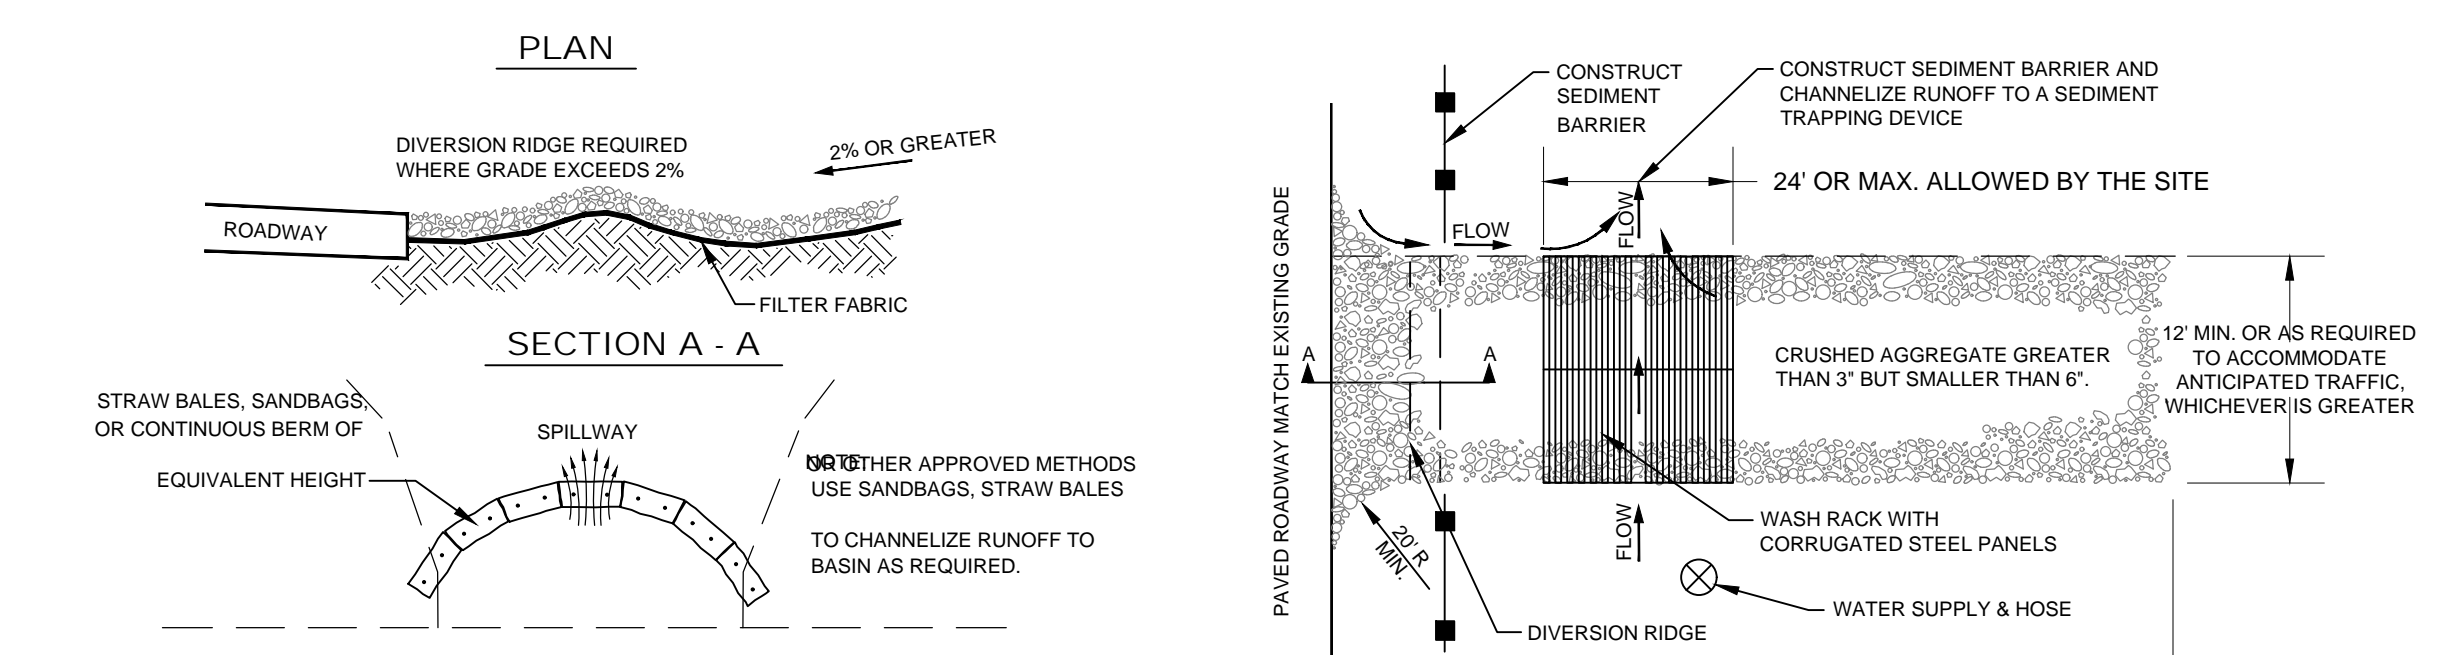 PLAN
DIVERSION RIDGE REQUIRED
WHERE GRADE EXCEEDS 2%
2% OR GREATER
ROADWAY
FILTER FABRIC
SECTION A - A
STRAW BALES, SANDBAGS,
OR CONTINUOUS BERM OF
EQUIVALENT HEIGHT
SPILLWAY
NOTE:
OR OTHER APPROVED METHODS
USE SANDBAGS, STRAW BALES
TO CHANNELIZE RUNOFF TO
BASIN AS REQUIRED.
PAVED ROADWAY MATCH EXISTING GRADE
CONSTRUCT
SEDIMENT
BARRIER
CONSTRUCT SEDIMENT BARRIER AND
CHANNELIZE RUNOFF TO A SEDIMENT
TRAPPING DEVICE
24' OR MAX. ALLOWED BY THE SITE
FLOW
FLOW
A
A
CRUSHED AGGREGATE GREATER
THAN 3" BUT SMALLER THAN 6".
12' MIN. OR AS REQUIRED
TO ACCOMMODATE
ANTICIPATED TRAFFIC,
WHICHEVER IS GREATER
20' R
MIN.
FLOW
WASH RACK WITH
CORRUGATED STEEL PANELS
WATER SUPPLY & HOSE
DIVERSION RIDGE